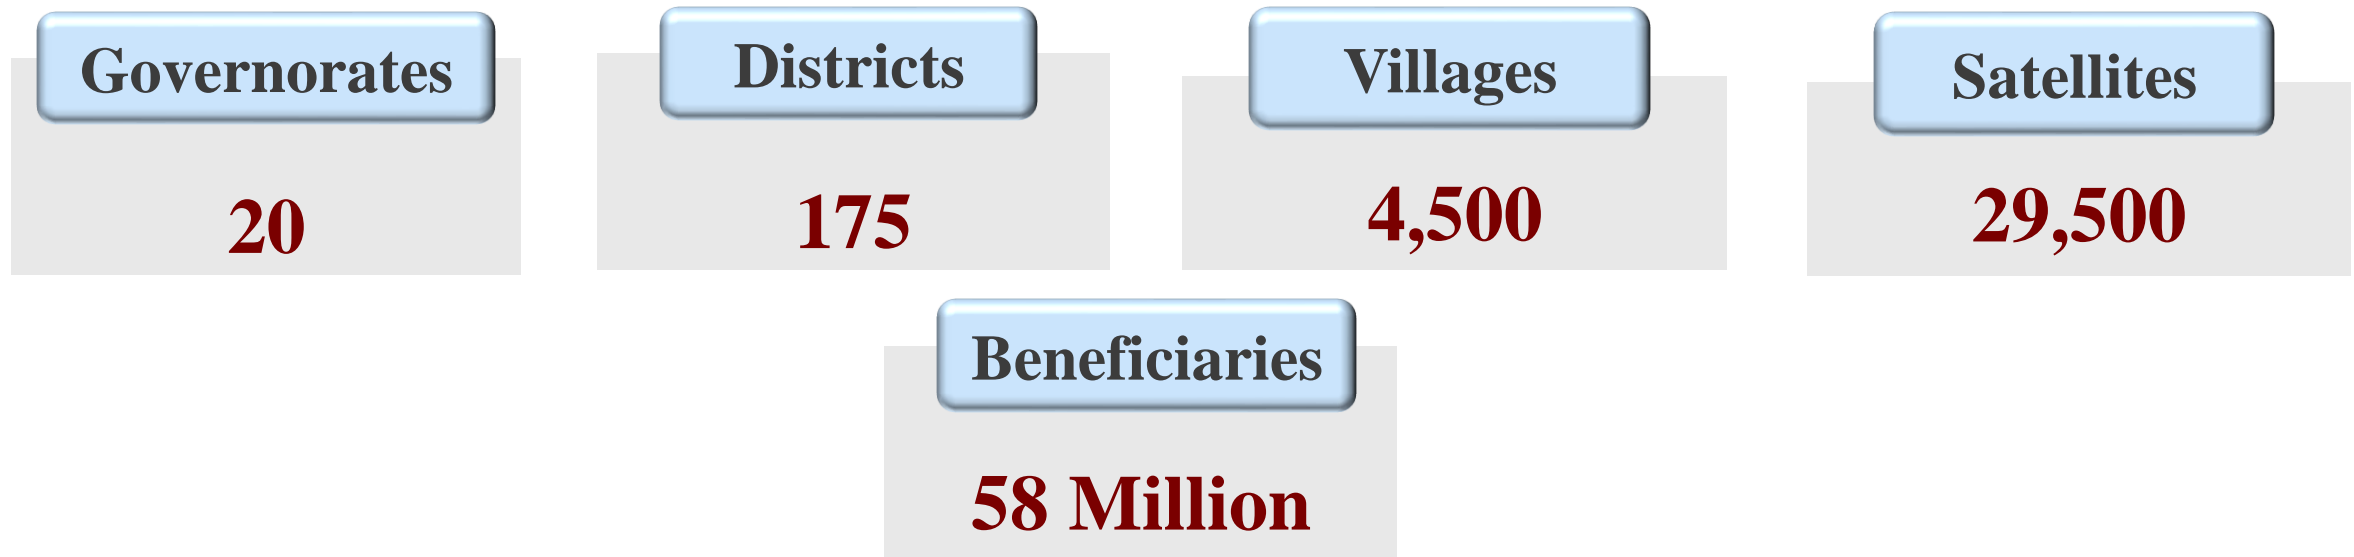 Governorates
20
Districts
175
Villages
4,500
Satellites
29,500
Beneficiaries
58 Million